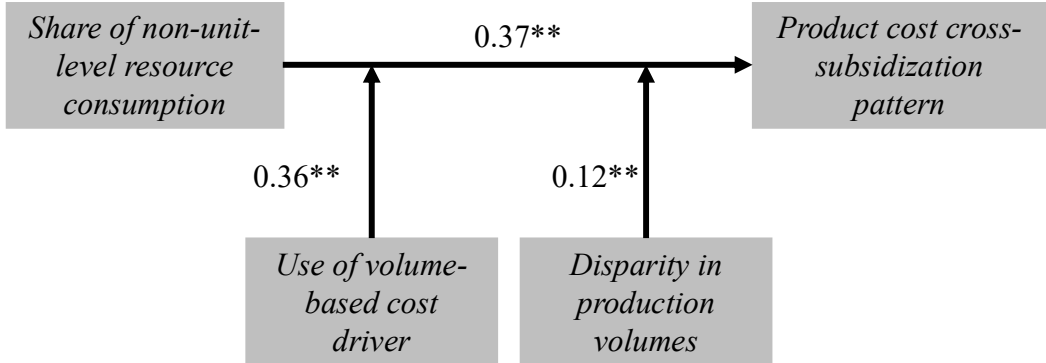 Share of non-unit-
level resource
consumption
0.37**
Product cost cross-
subsidization
pattern
0.36**
0.12**
Use of volume-
based cost
driver
Disparity in
production
volumes